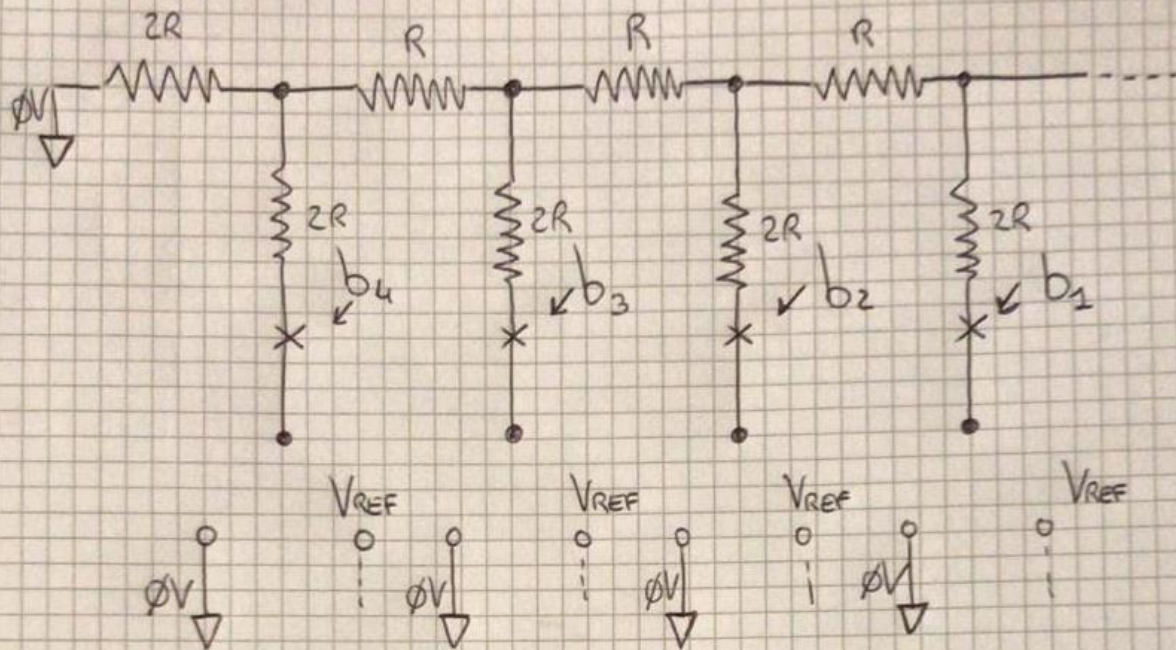 2R R R R
ØV
2R 2R 2R 2R
b4 b3 b2 b1
VREF VREF VREF VREF
ØV ØV ØV ØV